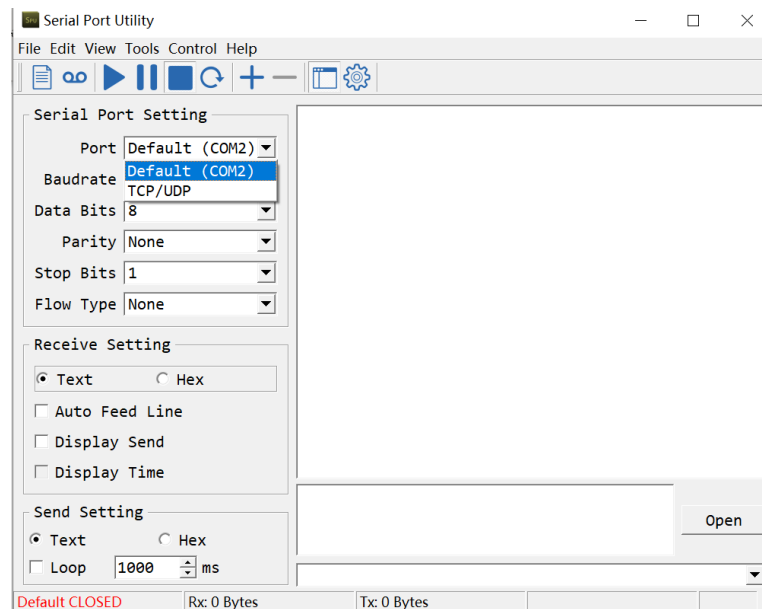 Serial Port Utility
File Edit View Tools Control Help
Serial Port Setting
Port Default (COM2)
Default (COM2)
Baudrate
TCP/UDP
Data Bits 8
Parity None
Stop Bits 1
Flow Type None
Receive Setting
Text Hex
Auto Feed Line
Display Send
Display Time
Send Setting
Text Hex
Loop 1000 ms
Open
Default CLOSED Rx: 0 Bytes Tx: 0 Bytes